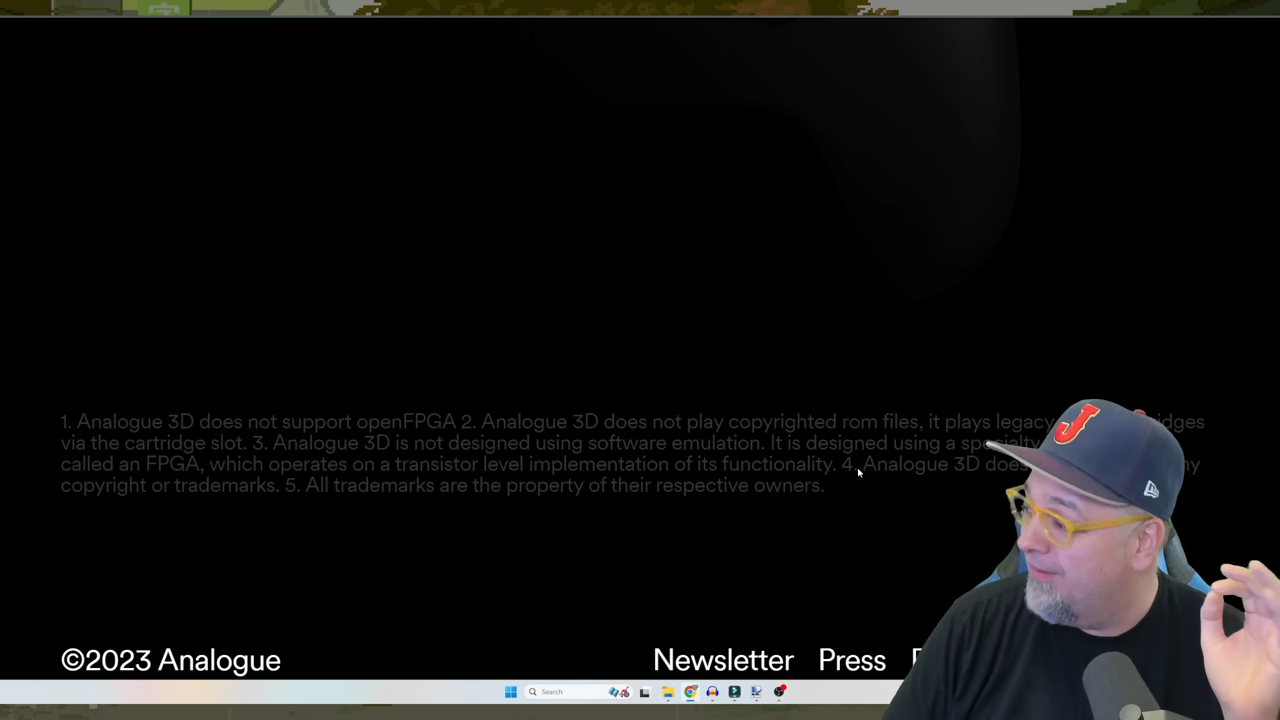 1. Analogue 3D does not support openFPGA 2. Analogue 3D does not play copyrighted rom files, it plays legacy
via the cartridge slot. 3. Analogue 3D is not designed using software emulation. It is designed using a
called an FPGA, which operates on a transistor level implementation of its functionality. 4. Analogue 3D
copyright or trademarks. 5. All trademarks are the property of their respective owners.
©2023 Analogue Newsletter Press
Search
J